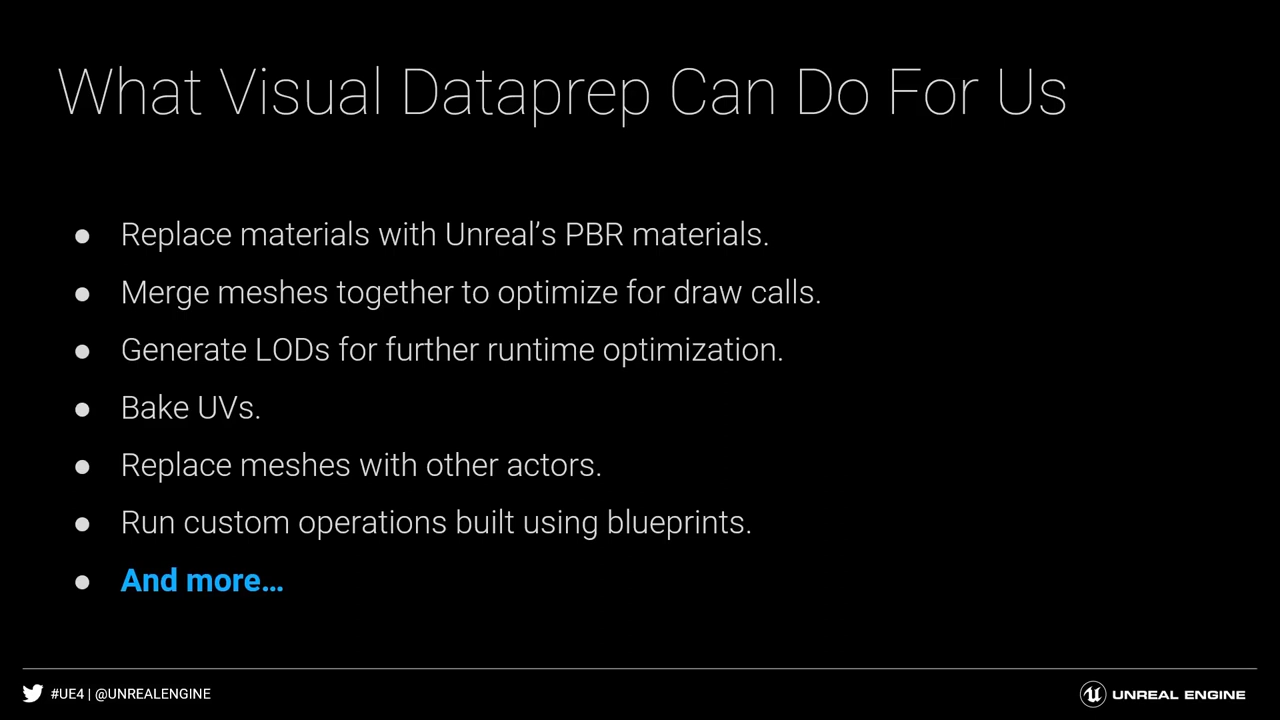 What Visual Dataprep Can Do For Us
● Replace materials with Unreal’s PBR materials.
● Merge meshes together to optimize for draw calls.
● Generate LODs for further runtime optimization.
● Bake UVs.
● Replace meshes with other actors.
● Run custom operations built using blueprints.
● And more…
#UE4 | @UNREALENGINE
UNREAL ENGINE